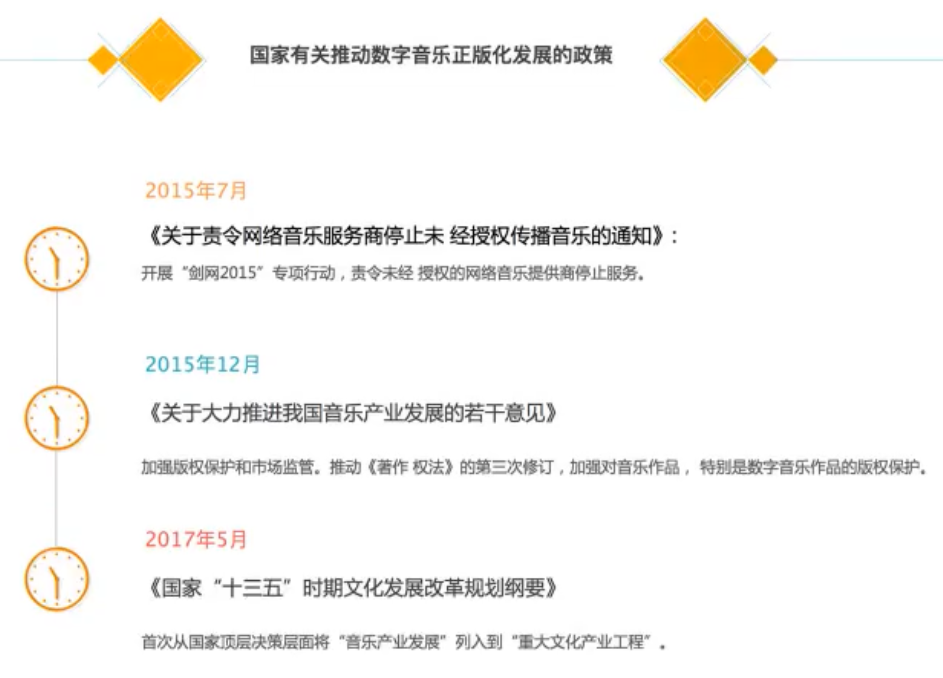 国家有关推动数字音乐正版化发展的政策
2015年7月
《关于责令网络音乐服务商停止未 经授权传播音乐的通知》：
开展“剑网2015”专项行动，责令未经 授权的网络音乐提供商停止服务。
2015年12月
《关于大力推进我国音乐产业发展的若干意见》
加强版权保护和市场监管。推动《著作 权法》的第三次修订，加强对音乐作品， 特别是数字音乐作品的版权保护。
2017年5月
《国家“十三五”时期文化发展改革规划纲要》
首次从国家顶层决策层面将“音乐产业发展”列入到“重大文化产业工程”。